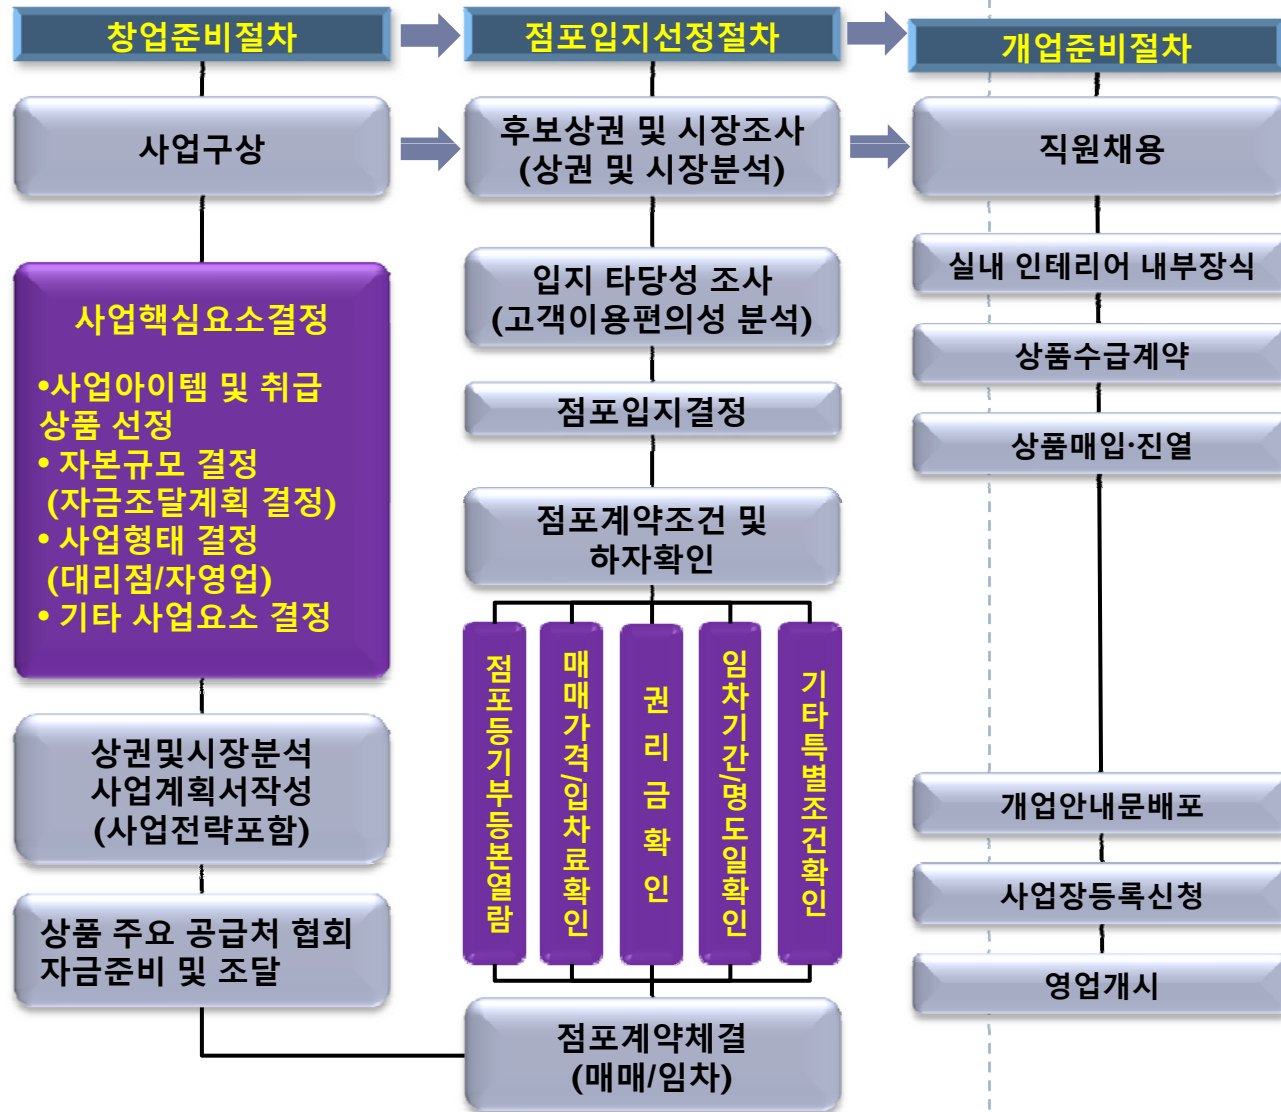 창업준비절차
점포입지선정절차
개업준비절차
사업구상
후보상권 및 시장조사
(상권 및 시장분석)
직원채용
사업핵심요소결정
•사업아이템 및 취급
상품 선정
• 자본규모 결정
(자금조달계획 결정)
• 사업형태 결정
(대리점/자영업)
• 기타 사업요소 결정
입지 타당성 조사
(고객이용편의성 분석)
실내 인테리어 내부장식
상품수급계약
점포입지결정
상품매입·진열
점포계약조건 및
하자확인
점포등기부등본열람
매매가격/입차료확인
권리금확인
임차기간/명도일확인
기타특별조건확인
상권및시장분석
사업계획서작성
(사업전략포함)
개업안내문배포
사업장등록신청
상품 주요 공급처 협회
자금준비 및 조달
영업개시
점포계약체결
(매매/임차)